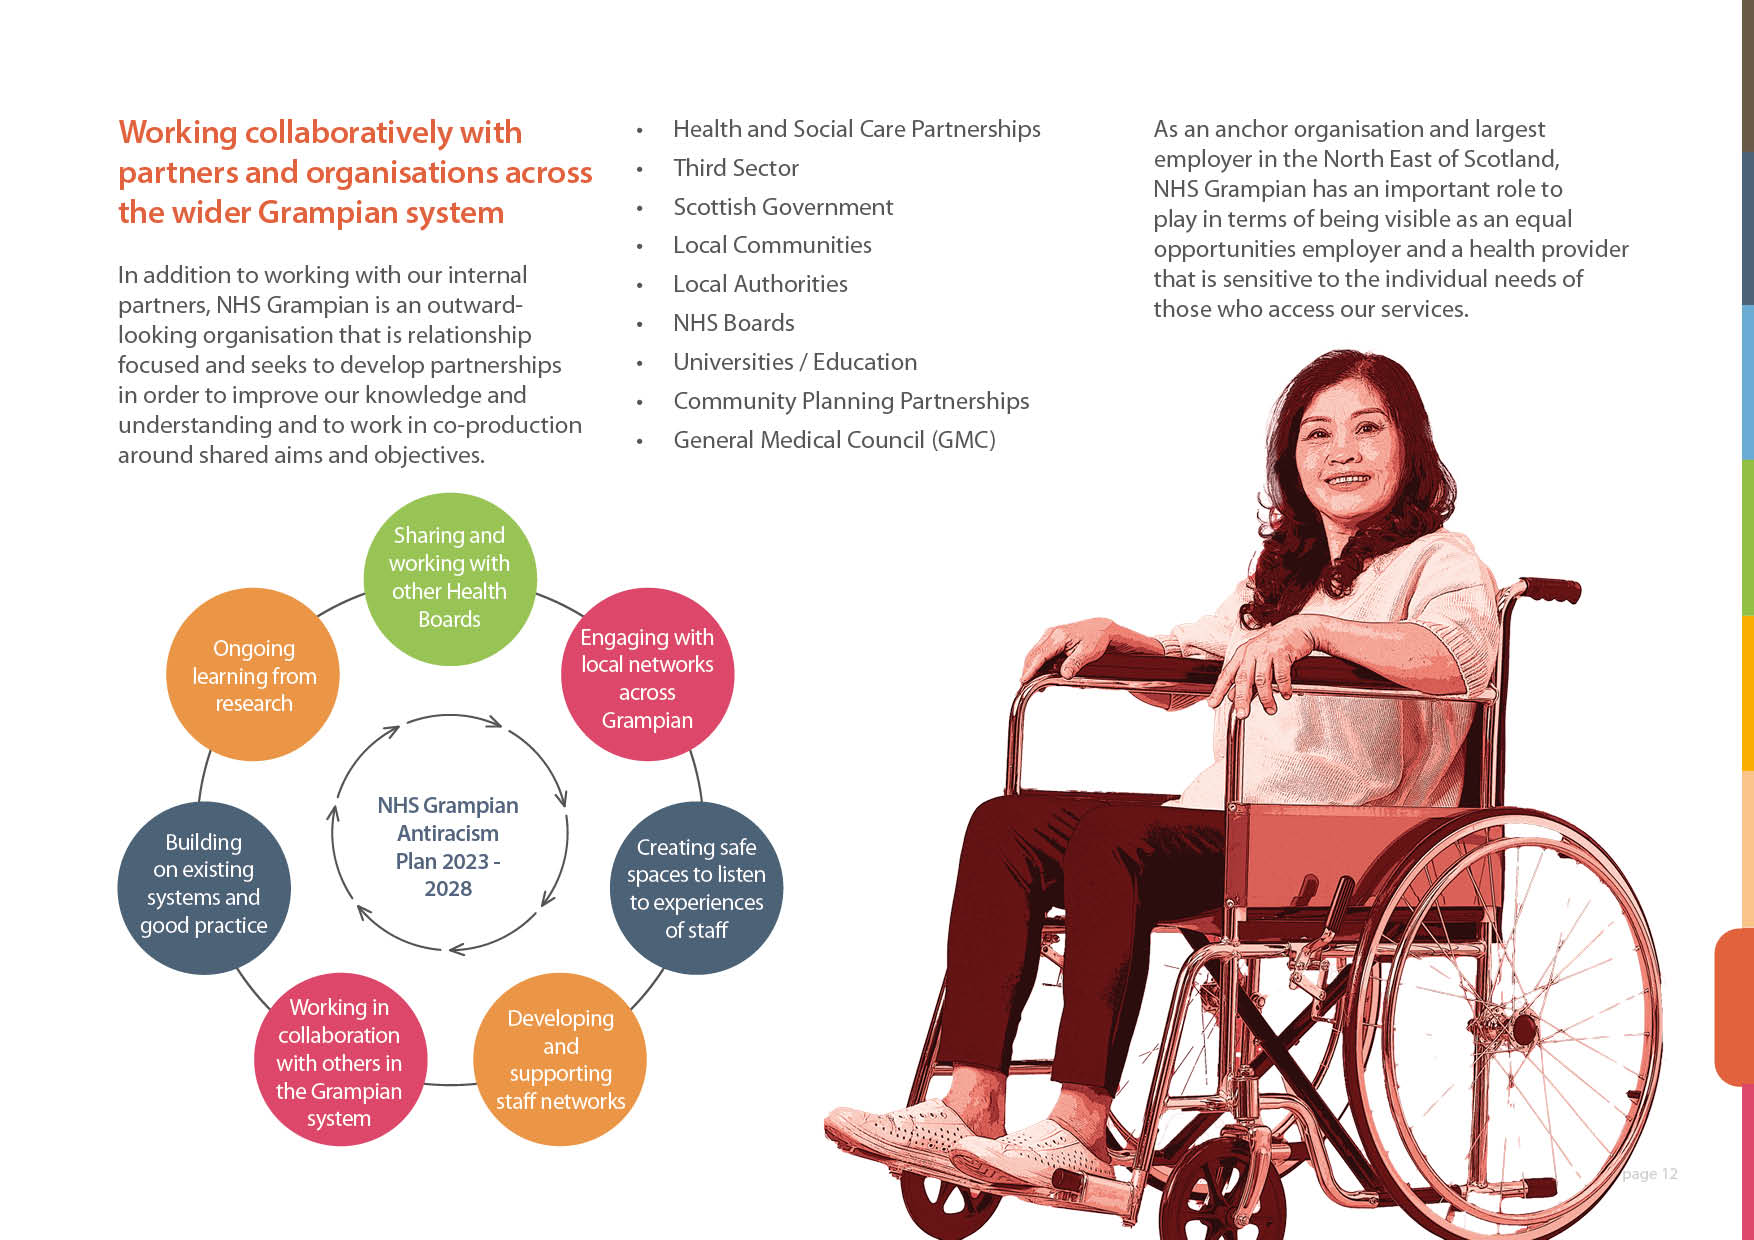 Working collaboratively with
partners and organisations across
the wider Grampian system
In addition to working with our internal
partners, NHS Grampian is an outward-
looking organisation that is relationship
focused and seeks to develop partnerships
in order to improve our knowledge and
understanding and to work in co-production
around shared aims and objectives.
• Health and Social Care Partnerships
• Third Sector
• Scottish Government
• Local Communities
• Local Authorities
• NHS Boards
• Universities / Education
• Community Planning Partnerships
• General Medical Council (GMC)
As an anchor organisation and largest
employer in the North East of Scotland,
NHS Grampian has an important role to
play in terms of being visible as an equal
opportunities employer and a health provider
that is sensitive to the individual needs of
those who access our services.
Sharing and
working with
other Health
Boards
Engaging with
local networks
across
Grampian
Creating safe
spaces to listen
to experiences
of staff
Developing
and
supporting
staff networks
Working in
collaboration
with others in
the Grampian
system
Building
on existing
systems and
good practice
Ongoing
learning from
research
NHS Grampian
Antiracism
Plan 2023 -
2028
page 12